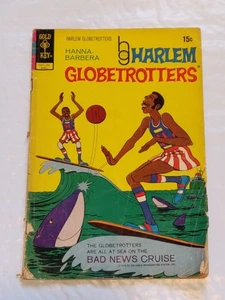 GOLD
KEY
HARLEM GLOBETROTTERS
15¢
HANNA-
BARBERA
hg HARLEM
GLOBETROTTERS
THE GLOBETROTTERS
ARE ALL AT SEA ON THE
BAD NEWS CRUISE